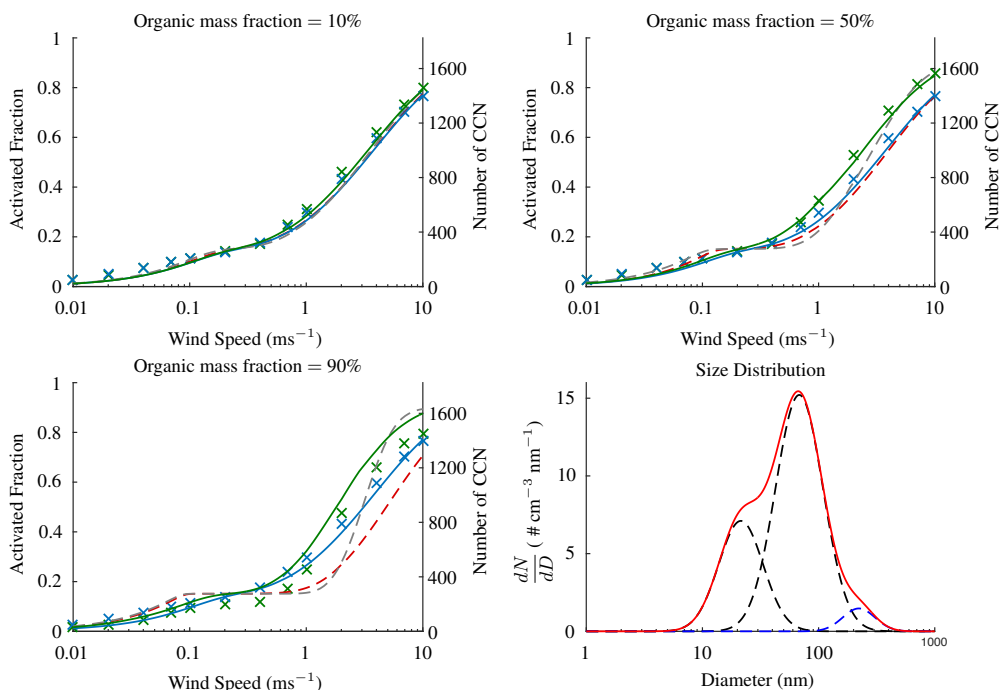 Organic mass fraction = 10%
1
0.8
0.6
0.4
0.2
0
Activated Fraction
1600
1200
800
400
0
Number of CCN
0.01 0.1 1 10
Wind Speed (ms⁻¹)
Organic mass fraction = 50%
1
0.8
0.6
0.4
0.2
0
Activated Fraction
1600
1200
800
400
0
Number of CCN
0.01 0.1 1 10
Wind Speed (ms⁻¹)
Organic mass fraction = 90%
1
0.8
0.6
0.4
0.2
0
Activated Fraction
1600
1200
800
400
0
Number of CCN
0.01 0.1 1 10
Wind Speed (ms⁻¹)
Size Distribution
15
10
5
0
dN/dD ( # cm⁻³ nm⁻¹)
1 10 100 1000
Diameter (nm)